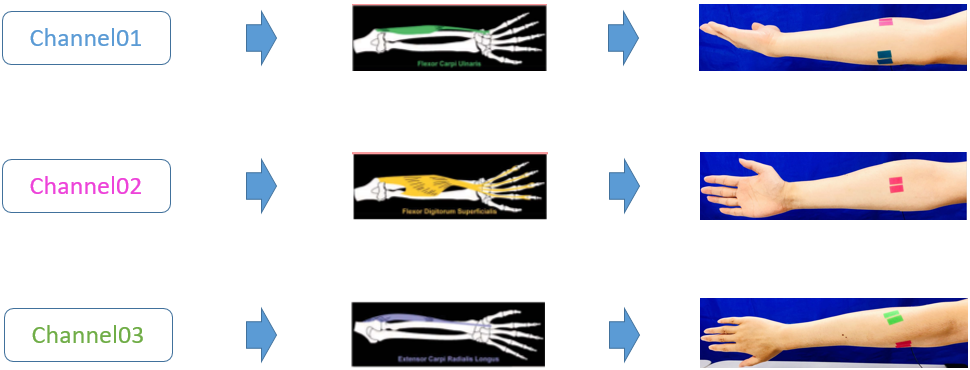 Channel01
Flexor Carpi Ulnaris
Channel02
Flexor Digitorum Superficialis
Channel03
Extensor Carpi Radialis Longus